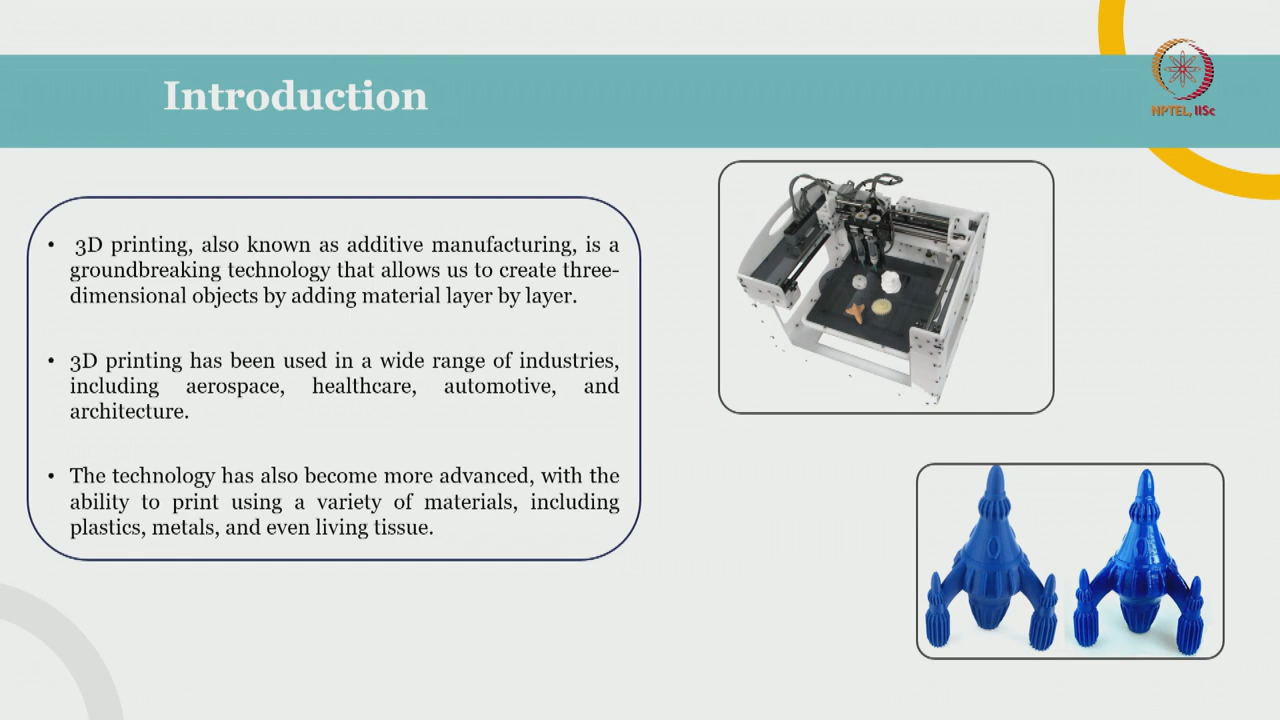 Introduction
NPTEL, IISc
• 3D printing, also known as additive manufacturing, is a
groundbreaking technology that allows us to create three-
dimensional objects by adding material layer by layer.
• 3D printing has been used in a wide range of industries,
including aerospace, healthcare, automotive, and
architecture.
• The technology has also become more advanced, with the
ability to print using a variety of materials, including
plastics, metals, and even living tissue.